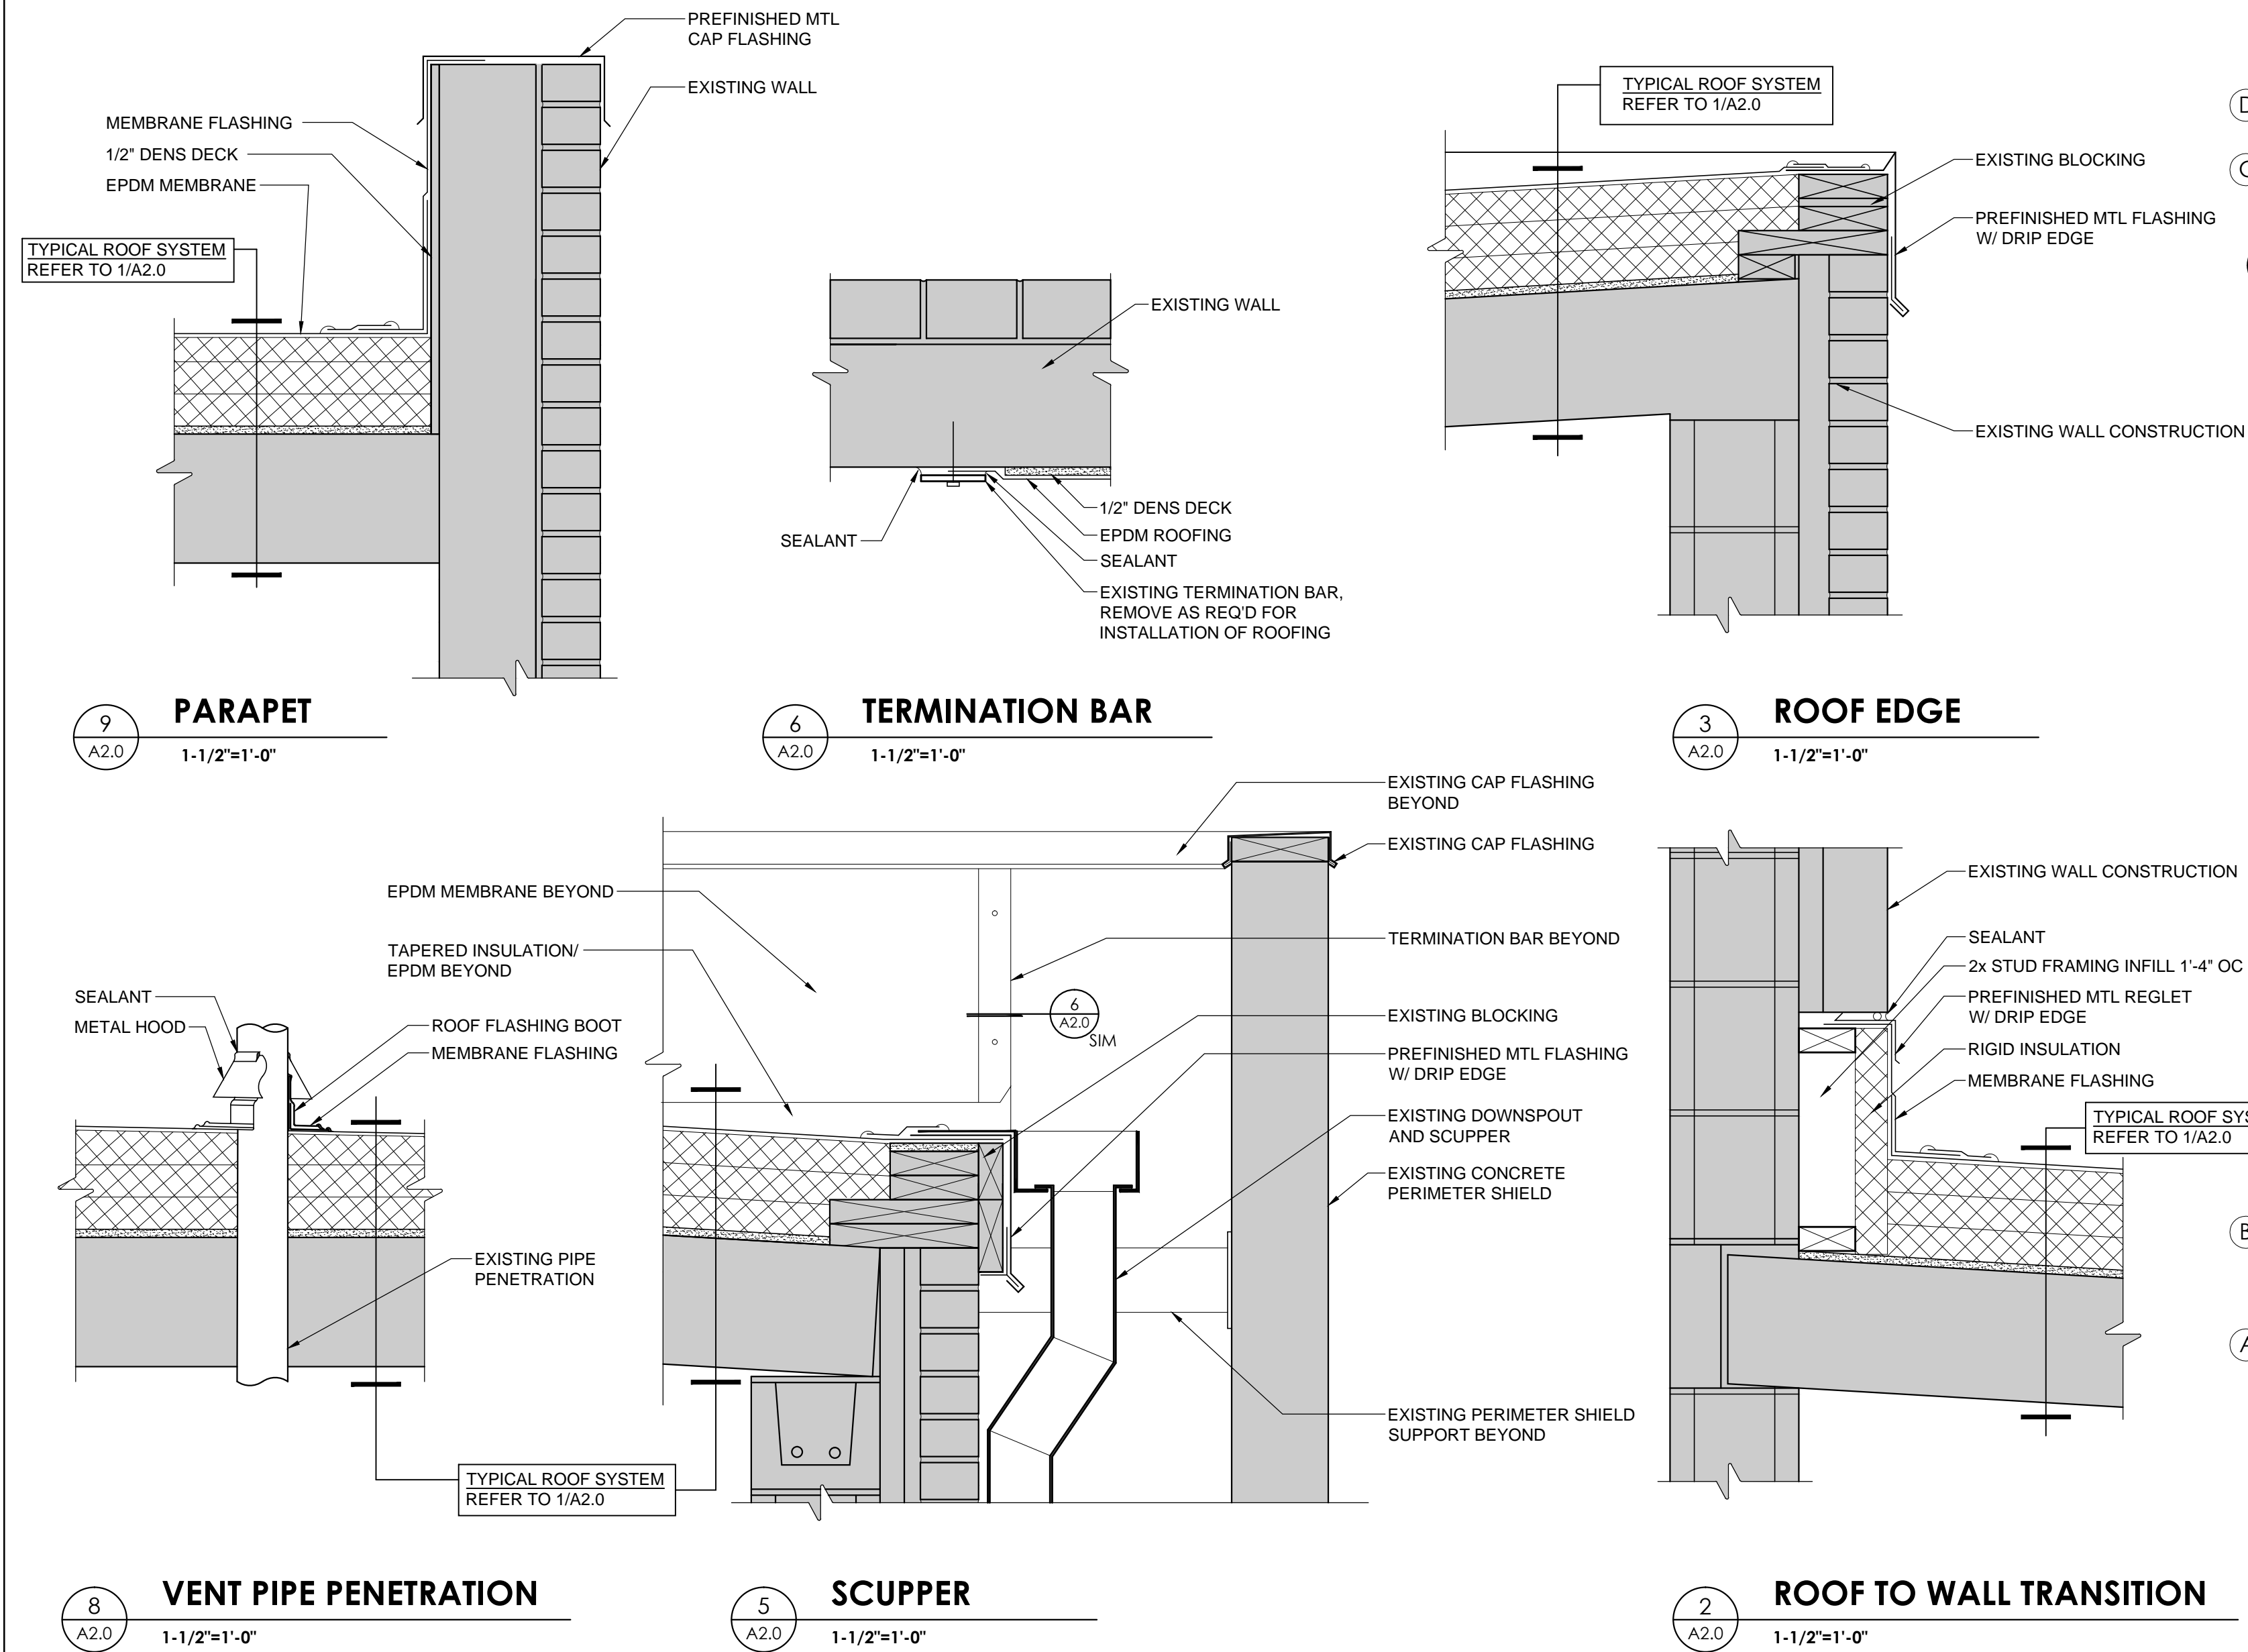 PREFINISHED MTL
CAP FLASHING
EXISTING WALL
MEMBRANE FLASHING
1/2" DENS DECK
EPDM MEMBRANE
TYPICAL ROOF SYSTEM
REFER TO 1/A2.0
9
A2.0
PARAPET
1-1/2"=1'-0"
EXISTING WALL
1/2" DENS DECK
EPDM ROOFING
SEALANT
SEALANT
EXISTING TERMINATION BAR,
REMOVE AS REQ'D FOR
INSTALLATION OF ROOFING
6
A2.0
TERMINATION BAR
1-1/2"=1'-0"
TYPICAL ROOF SYSTEM
REFER TO 1/A2.0
EXISTING BLOCKING
PREFINISHED MTL FLASHING
W/ DRIP EDGE
EXISTING WALL CONSTRUCTION
3
A2.0
ROOF EDGE
1-1/2"=1'-0"
D
SEALANT
METAL HOOD
ROOF FLASHING BOOT
MEMBRANE FLASHING
EXISTING PIPE
PENETRATION
TYPICAL ROOF SYSTEM
REFER TO 1/A2.0
8
A2.0
VENT PIPE PENETRATION
1-1/2"=1'-0"
EXISTING CAP FLASHING
BEYOND
EXISTING CAP FLASHING
EPDM MEMBRANE BEYOND
TAPERED INSULATION/
EPDM BEYOND
TERMINATION BAR BEYOND
6
A2.0
SIM
EXISTING BLOCKING
PREFINISHED MTL FLASHING
W/ DRIP EDGE
EXISTING DOWNSPOUT
AND SCUPPER
EXISTING CONCRETE
PERIMETER SHIELD
EXISTING PERIMETER SHIELD
SUPPORT BEYOND
5
A2.0
SCUPPER
1-1/2"=1'-0"
EXISTING WALL CONSTRUCTION
SEALANT
2x STUD FRAMING INFILL 1'-4" OC
PREFINISHED MTL REGLET
W/ DRIP EDGE
RIGID INSULATION
MEMBRANE FLASHING
TYPICAL ROOF SYS
REFER TO 1/A2.0
B
A
2
A2.0
ROOF TO WALL TRANSITION
1-1/2"=1'-0"